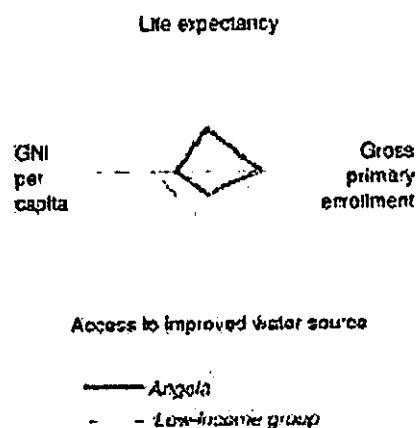 Life expectancy
GNI
per
capita
Gross
primary
enrollment
Access to improved water source
Angola
Low-income group